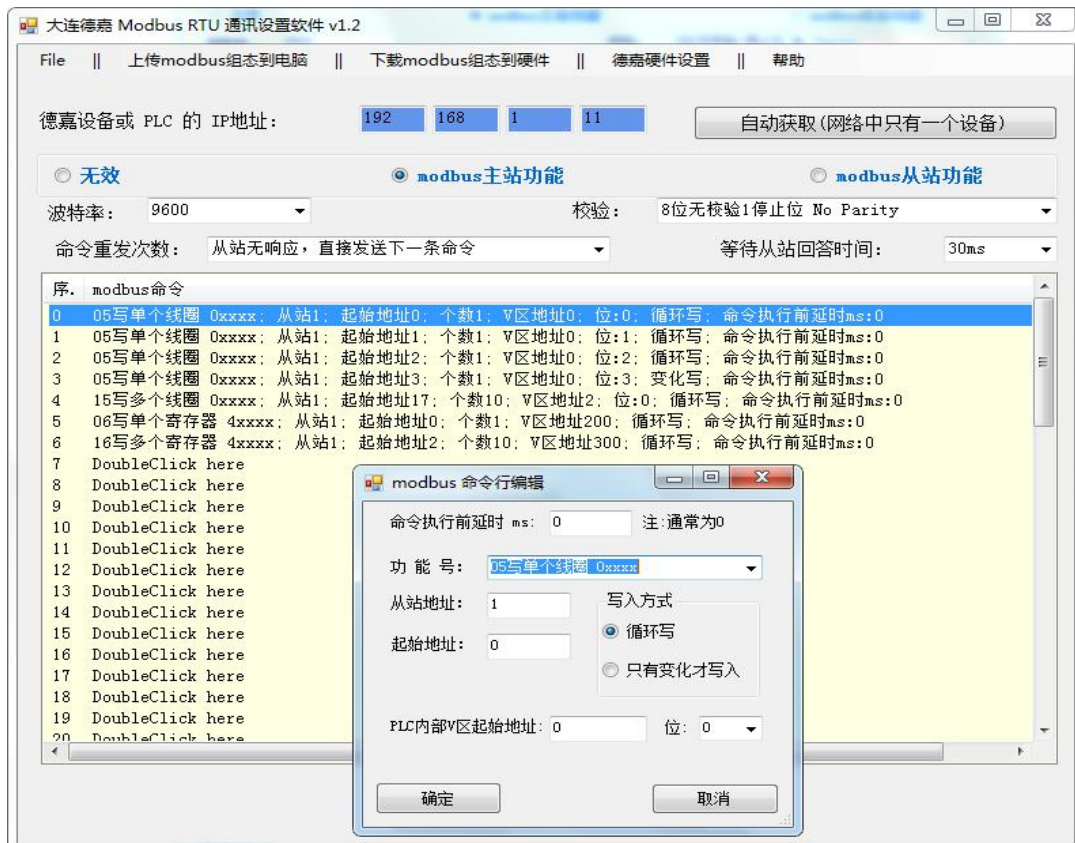 大连德嘉 Modbus RTU 通讯设置软件 v1.2
File || 上传modbus组态到电脑 || 下载modbus组态到硬件 || 德嘉硬件设置 || 帮助
德嘉设备或 PLC 的 IP地址: 192 168 1 11 自动获取(网络中只有一个设备)
无效 modbus主站功能 modbus从站功能
波特率: 9600 校验: 8位无校验1停止位 No Parity
命令重发次数: 从站无响应，直接发送下一条命令 等待从站回答时间: 30ms
序. modbus命令
0 05写单个线圈 0xxxx; 从站1; 起始地址0; 个数1; V区地址0; 位:0; 循环写; 命令执行前延时ms:0
1 05写单个线圈 0xxxx; 从站1; 起始地址1; 个数1; V区地址0; 位:1; 循环写; 命令执行前延时ms:0
2 05写单个线圈 0xxxx; 从站1; 起始地址2; 个数1; V区地址0; 位:2; 循环写; 命令执行前延时ms:0
3 05写单个线圈 0xxxx; 从站1; 起始地址3; 个数1; V区地址0; 位:3; 变化写; 命令执行前延时ms:0
4 15写多个线圈 0xxxx; 从站1; 起始地址17; 个数10; V区地址2; 位:0; 循环写; 命令执行前延时ms:0
5 06写单个寄存器 4xxxx; 从站1; 起始地址0; 个数1; V区地址200; 循环写; 命令执行前延时ms:0
6 16写多个寄存器 4xxxx; 从站1; 起始地址2; 个数10; V区地址300; 循环写; 命令执行前延时ms:0
7 DoubleClick here
8 DoubleClick here
9 DoubleClick here
10 DoubleClick here
11 DoubleClick here
12 DoubleClick here
13 DoubleClick here
14 DoubleClick here
15 DoubleClick here
16 DoubleClick here
17 DoubleClick here
18 DoubleClick here
19 DoubleClick here
20 DoubleClick here
modbus 命令行编辑
命令执行前延时 ms: 0 注:通常为0
功 能 号: 05写单个线圈 0xxxx
从站地址: 1 写入方式
循环写
起始地址: 0
只有变化才写入
PLC内部V区起始地址: 0 位: 0
确定 取消